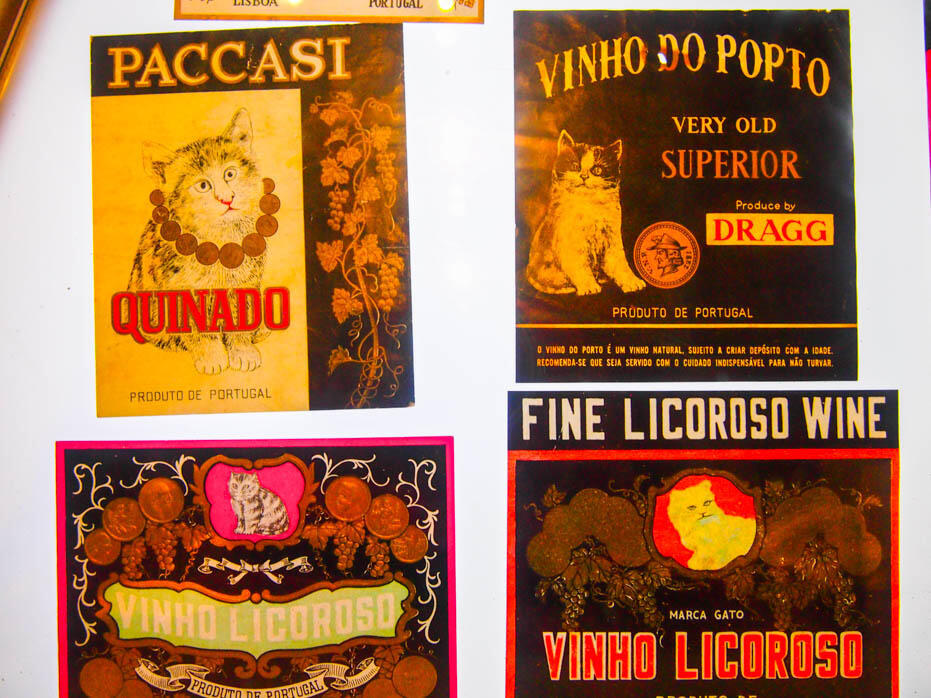 LISBOA
PORTUGAL
PACCASI
QUINADO
PRODUTO DE PORTUGAL
VINHO DO POPTO
VERY OLD
SUPERIOR
Produce by
DRAGG
PRODUTO DE PORTUGAL
O VINHO DO PORTO É UM VINHO NATURAL, SUJEITO A CRIAR DEPÓSITO COM A IDADE.
RECOMENDA-SE QUE SEJA SERVIDO COM O CUIDADO INDISPENSÁVEL PARA NÃO TURVAR.
VINHO LICOROSO
PRODUTO DE PORTUGAL
FINE LICOROSO WINE
MARCA GATO
VINHO LICOROSO
PRODUTO DE